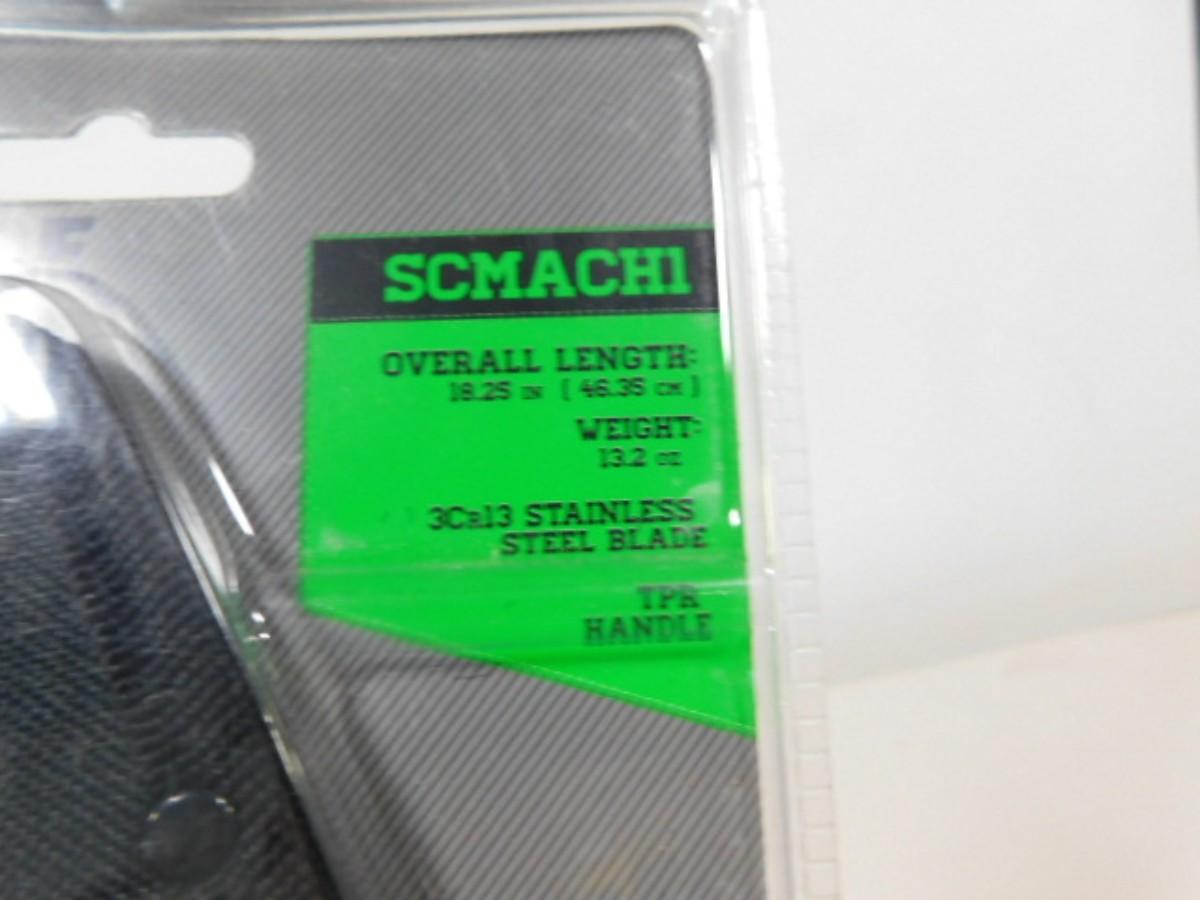 SCMACH1
OVERALL LENGTH:
18.25 IN [ 46.35 CM ]
WEIGHT:
13.2 OZ
3CR13 STAINLESS
STEEL BLADE
TPR
HANDLE